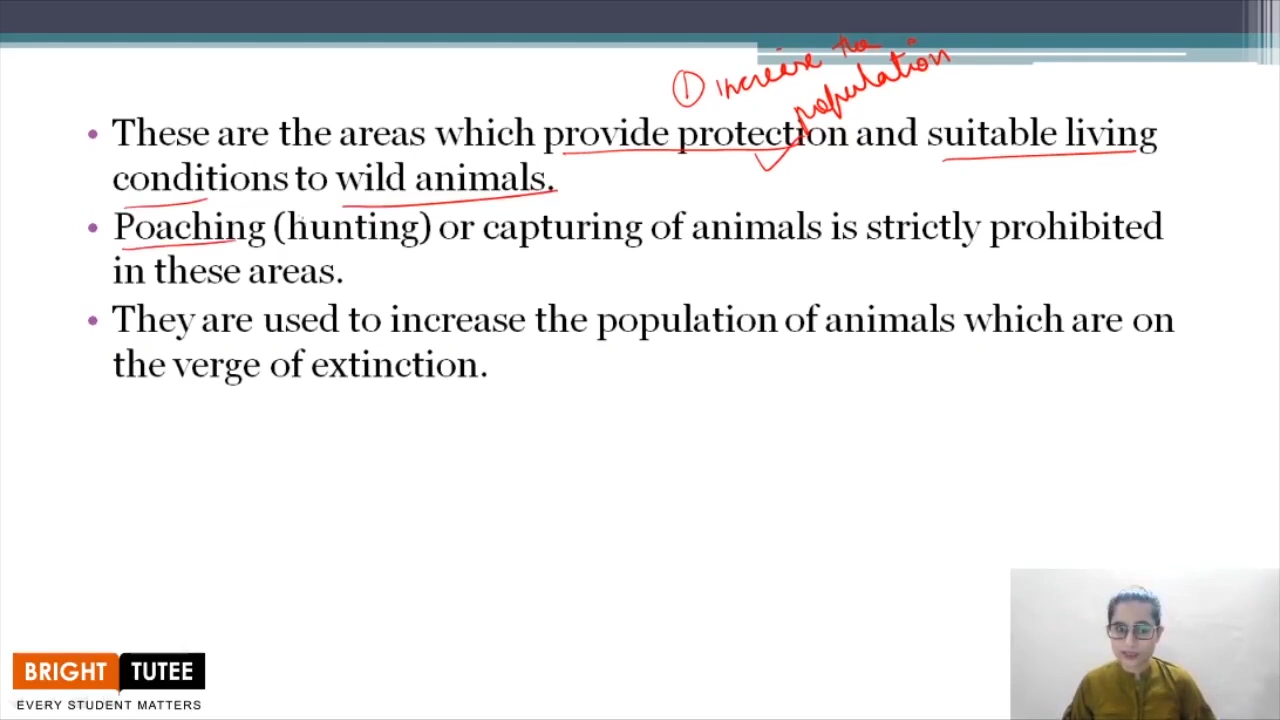 ① increase the
population
• These are the areas which provide protection and suitable living
conditions to wild animals.
• Poaching (hunting) or capturing of animals is strictly prohibited
in these areas.
• They are used to increase the population of animals which are on
the verge of extinction.
BRIGHT TUTEE
EVERY STUDENT MATTERS